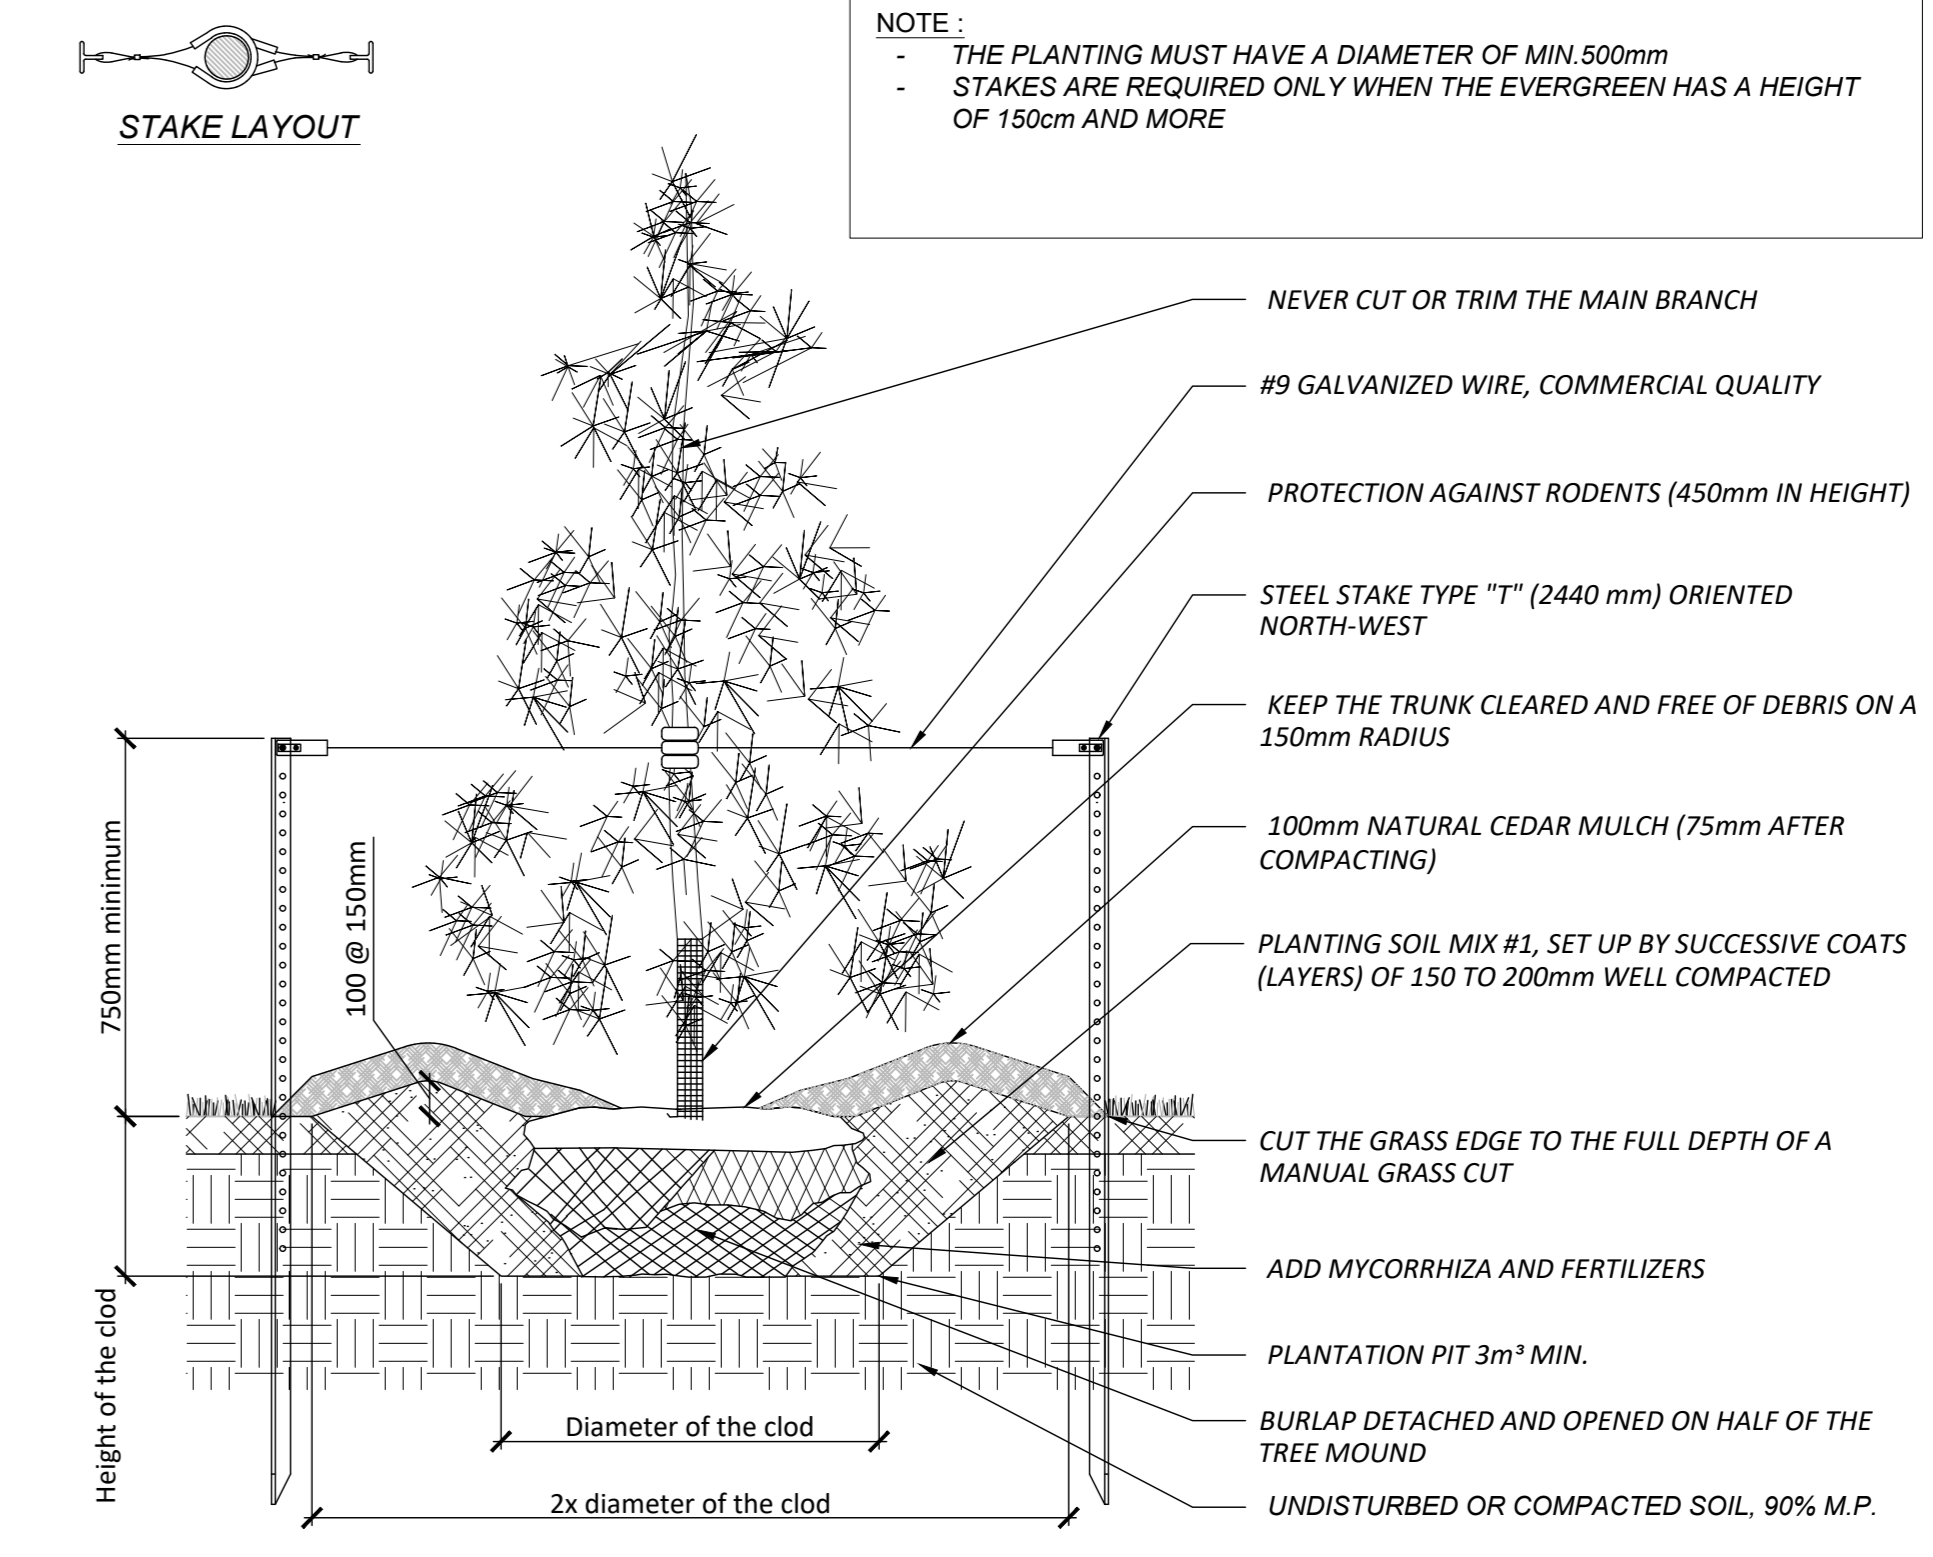 STAKE LAYOUT
NOTE :
- THE PLANTING MUST HAVE A DIAMETER OF MIN.500mm
- STAKES ARE REQUIRED ONLY WHEN THE EVERGREEN HAS A HEIGHT
OF 150cm AND MORE
NEVER CUT OR TRIM THE MAIN BRANCH
#9 GALVANIZED WIRE, COMMERCIAL QUALITY
PROTECTION AGAINST RODENTS (450mm IN HEIGHT)
STEEL STAKE TYPE "T" (2440 mm) ORIENTED
NORTH-WEST
KEEP THE TRUNK CLEARED AND FREE OF DEBRIS ON A
150mm RADIUS
100mm NATURAL CEDAR MULCH (75mm AFTER
COMPACTING)
PLANTING SOIL MIX #1, SET UP BY SUCCESSIVE COATS
(LAYERS) OF 150 TO 200mm WELL COMPACTED
CUT THE GRASS EDGE TO THE FULL DEPTH OF A
MANUAL GRASS CUT
ADD MYCORRHIZA AND FERTILIZERS
PLANTATION PIT 3m³ MIN.
BURLAP DETACHED AND OPENED ON HALF OF THE
TREE MOUND
UNDISTURBED OR COMPACTED SOIL, 90% M.P.
750mm minimum
100 @ 150mm
Height of the clod
Diameter of the clod
2x diameter of the clod